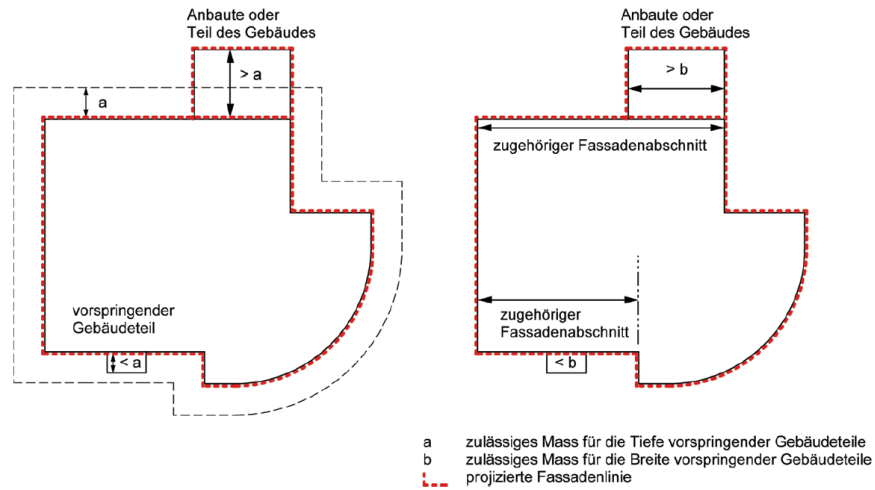 Anbaute oder
Teil des Gebäudes
> a
a
vorspringender
Gebäudeteil
< a
Anbaute oder
Teil des Gebäudes
> b
zugehöriger Fassadenabschnitt
zugehöriger
Fassadenabschnitt
< b
a zulässiges Mass für die Tiefe vorspringender Gebäudeteile
b zulässiges Mass für die Breite vorspringender Gebäudeteile
projizierte Fassadenlinie